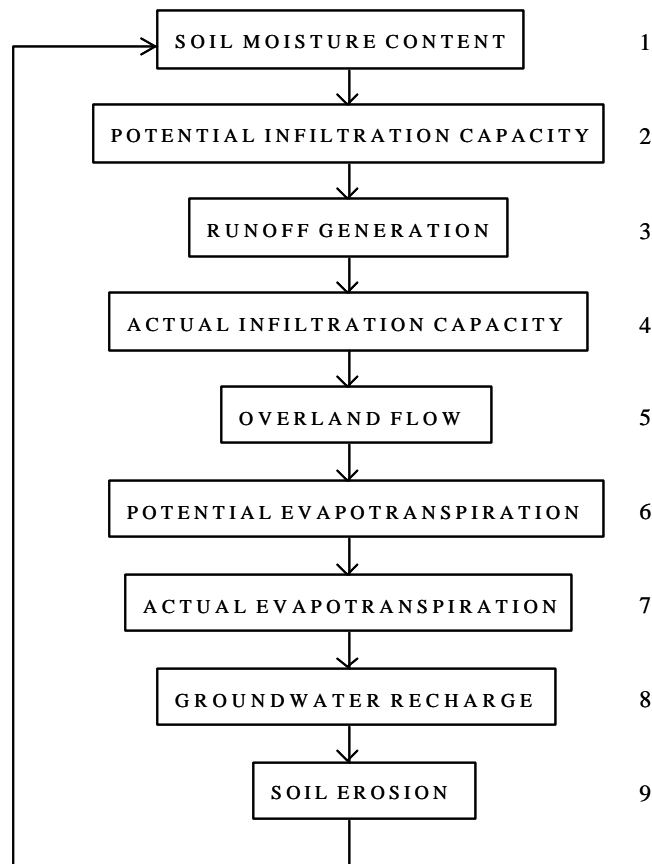 SOIL MOISTURE CONTENT 1
POTENTIAL INFILTRATION CAPACITY 2
RUNOFF GENERATION 3
ACTUAL INFILTRATION CAPACITY 4
OVERLAND FLOW 5
POTENTIAL EVAPOTRANSPIRATION 6
ACTUAL EVAPOTRANSPIRATION 7
GROUNDWATER RECHARGE 8
SOIL EROSION 9